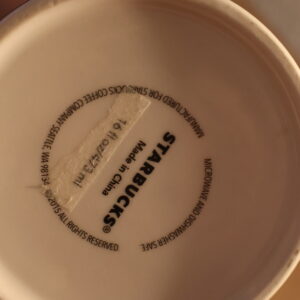 MANUFACTURED FOR STARBUCKS COFFEE COMPANY SEATTLE, WA 98134
© 2015 ALL RIGHTS RESERVED
MICROWAVE AND DISHWASHER SAFE
STARBUCKS®
Made in China
16 fl oz/473 ml